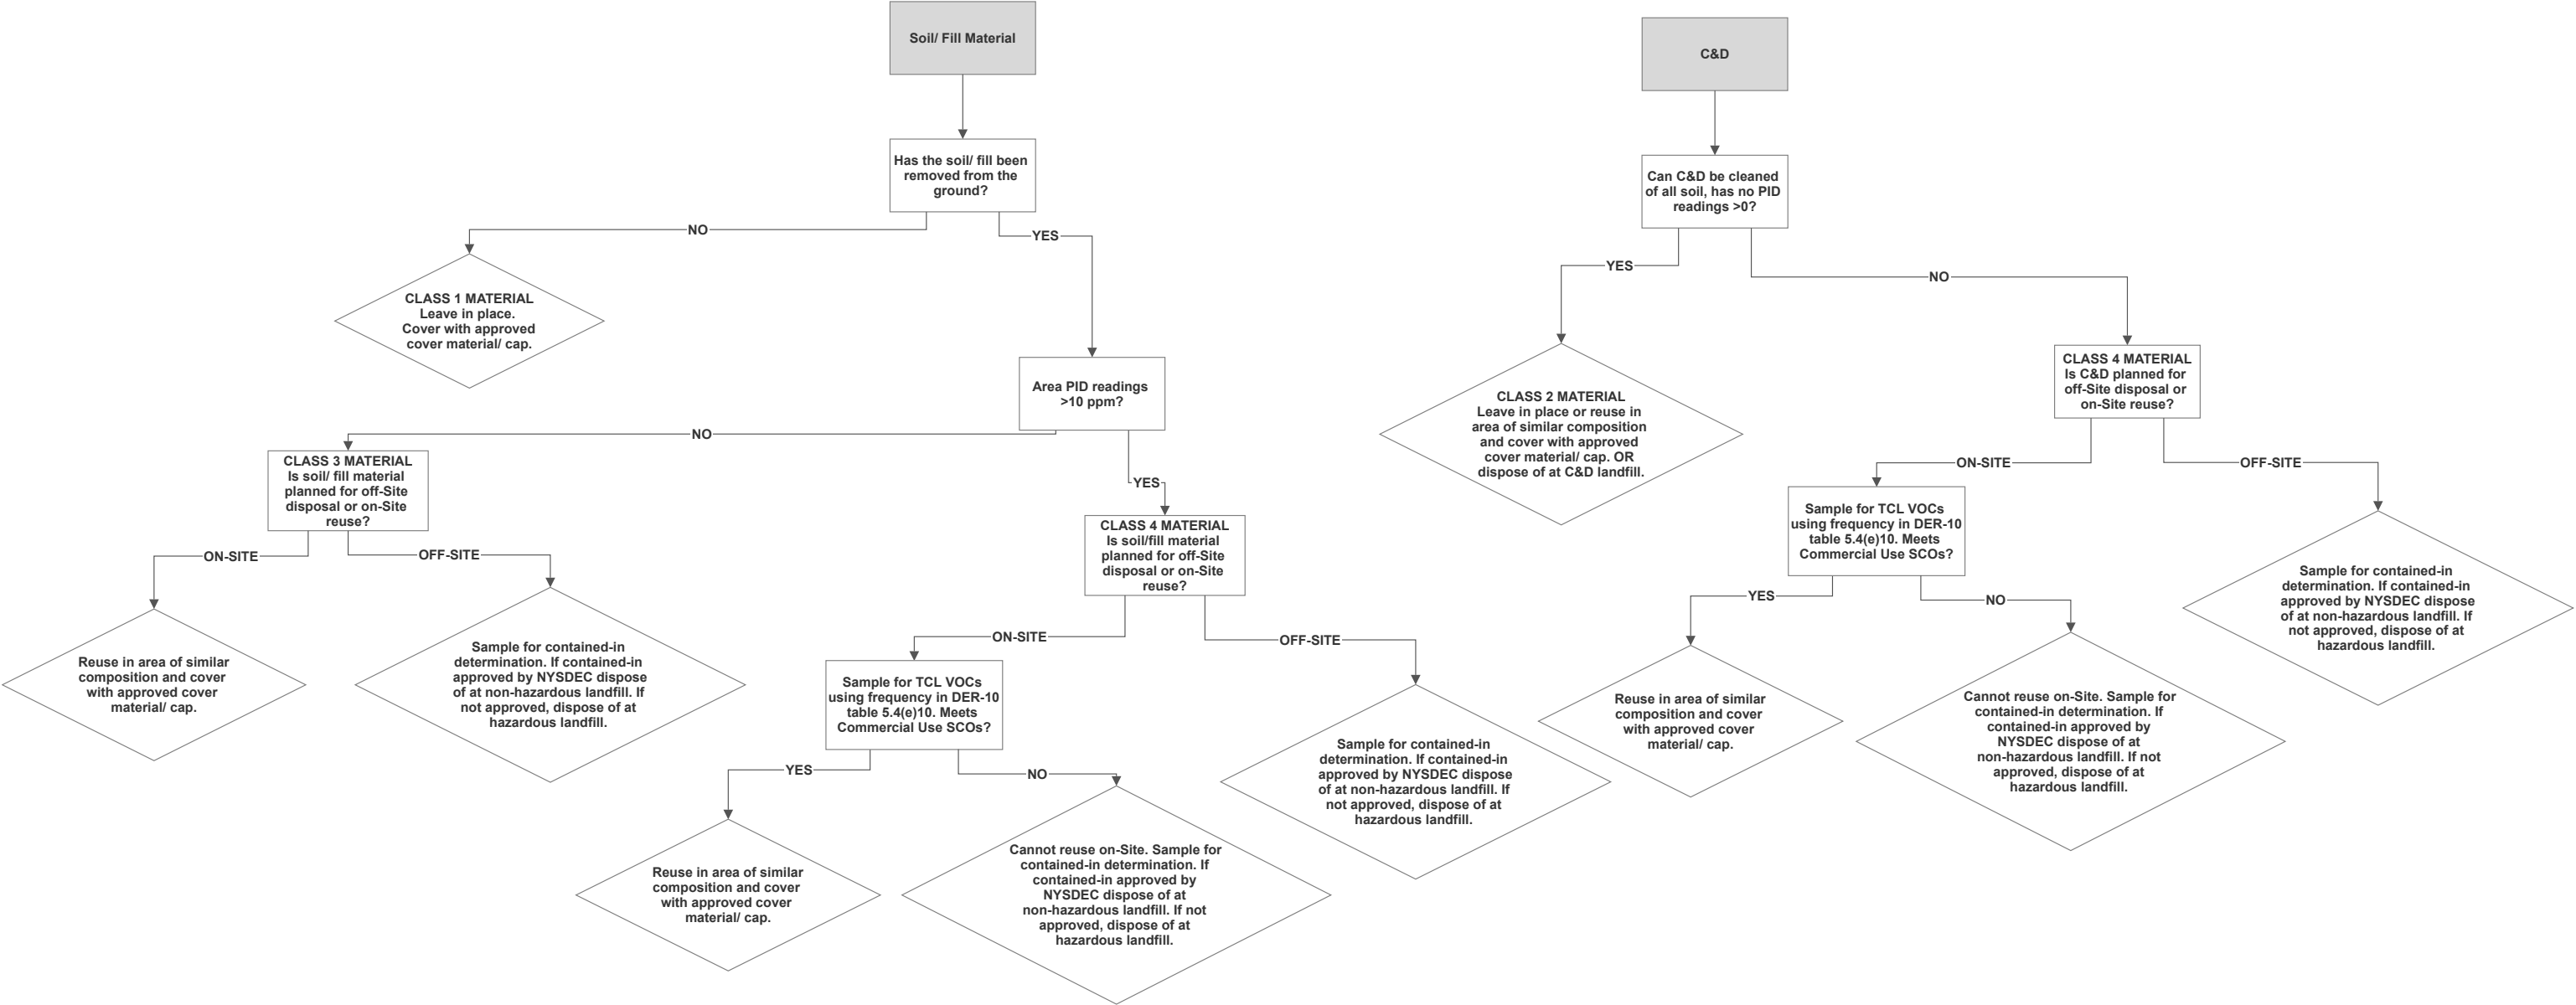 Soil/ Fill Material
Has the soil/ fill been
removed from the
ground?
NO
YES
CLASS 1 MATERIAL
Leave in place.
Cover with approved
cover material/ cap.
Area PID readings
>10 ppm?
NO
YES
CLASS 3 MATERIAL
Is soil/ fill material
planned for off-Site
disposal or on-Site
reuse?
ON-SITE
OFF-SITE
Reuse in area of similar
composition and cover
with approved cover
material/ cap.
Sample for contained-in
determination. If contained-in
approved by NYSDEC dispose
of at non-hazardous landfill. If
not approved, dispose of at
hazardous landfill.
CLASS 4 MATERIAL
Is soil/fill material
planned for off-Site
disposal or on-Site
reuse?
ON-SITE
OFF-SITE
Sample for TCL VOCs
using frequency in DER-10
table 5.4(e)10. Meets
Commercial Use SCOs?
YES
NO
Reuse in area of similar
composition and cover
with approved cover
material/ cap.
Cannot reuse on-Site. Sample for
contained-in determination. If
contained-in approved by
NYSDEC dispose of at
non-hazardous landfill. If not
approved, dispose of at
hazardous landfill.
Sample for contained-in
determination. If contained-in
approved by NYSDEC dispose
of at non-hazardous landfill. If
not approved, dispose of at
hazardous landfill.
C&D
Can C&D be cleaned
of all soil, has no PID
readings >0?
YES
NO
CLASS 2 MATERIAL
Leave in place or reuse in
area of similar composition
and cover with approved
cover material/ cap. OR
dispose of at C&D landfill.
CLASS 4 MATERIAL
Is C&D planned for
off-Site disposal or
on-Site reuse?
ON-SITE
OFF-SITE
Sample for TCL VOCs
using frequency in DER-10
table 5.4(e)10. Meets
Commercial Use SCOs?
YES
NO
Reuse in area of similar
composition and cover
with approved cover
material/ cap.
Cannot reuse on-Site. Sample for
contained-in determination. If
contained-in approved by
NYSDEC dispose of at
non-hazardous landfill. If not
approved, dispose of at
hazardous landfill.
Sample for contained-in
determination. If contained-in
approved by NYSDEC dispose
of at non-hazardous landfill. If
not approved, dispose of at
hazardous landfill.